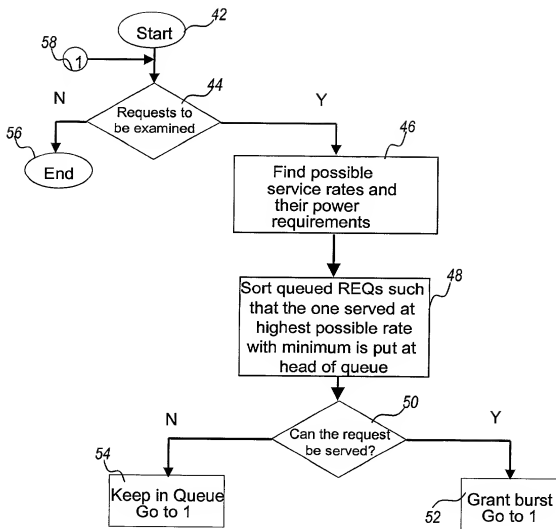 Start
42
58
1
44
N
Requests to
be examined
Y
56
End
46
Find possible
service rates and
their power
requirements
48
Sort queued REQs such
that the one served at
highest possible rate
with minimum is put at
head of queue
50
N
Can the request
be served?
Y
54
Keep in Queue
Go to 1
52
Grant burst
Go to 1